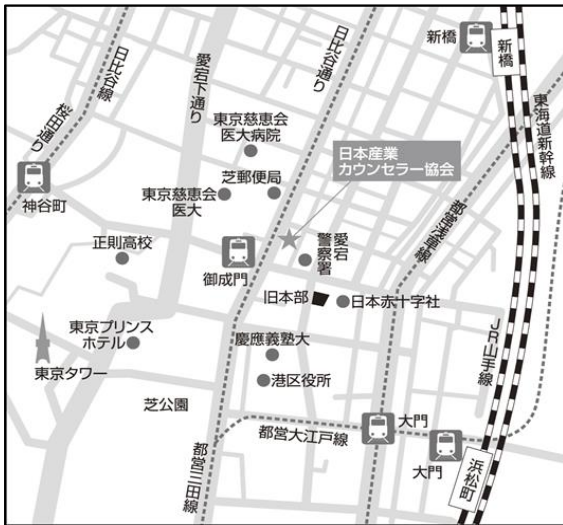 新橋
新橋
日比谷線
愛宕下通り
日比谷通り
桜田通り
東海道新幹線
東京慈恵会
医大病院
日本産業
カウンセラー協会
神谷町
東京慈恵会
医大
芝郵便局
都営浅草線
正則高校
御成門
愛宕
警察署
旧本部
日本赤十字社
東京プリンス
ホテル
慶應義塾大
JR山手線
東京タワー
港区役所
芝公園
都営大江戸線
大門
都営三田線
大門
浜松町